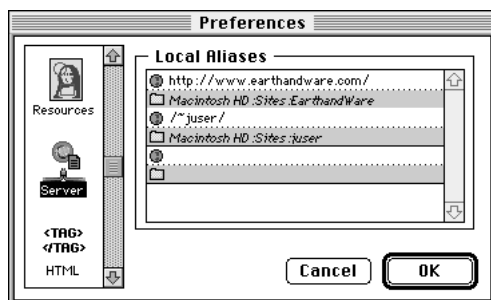 Preferences
Local Aliases
http://www.earthandware.com/
Macintosh HD:Sites:EarthandWare
/~juser/
Macintosh HD:Sites:juser
Resources
Server
<TAG>
</TAG>
HTML
Cancel
OK